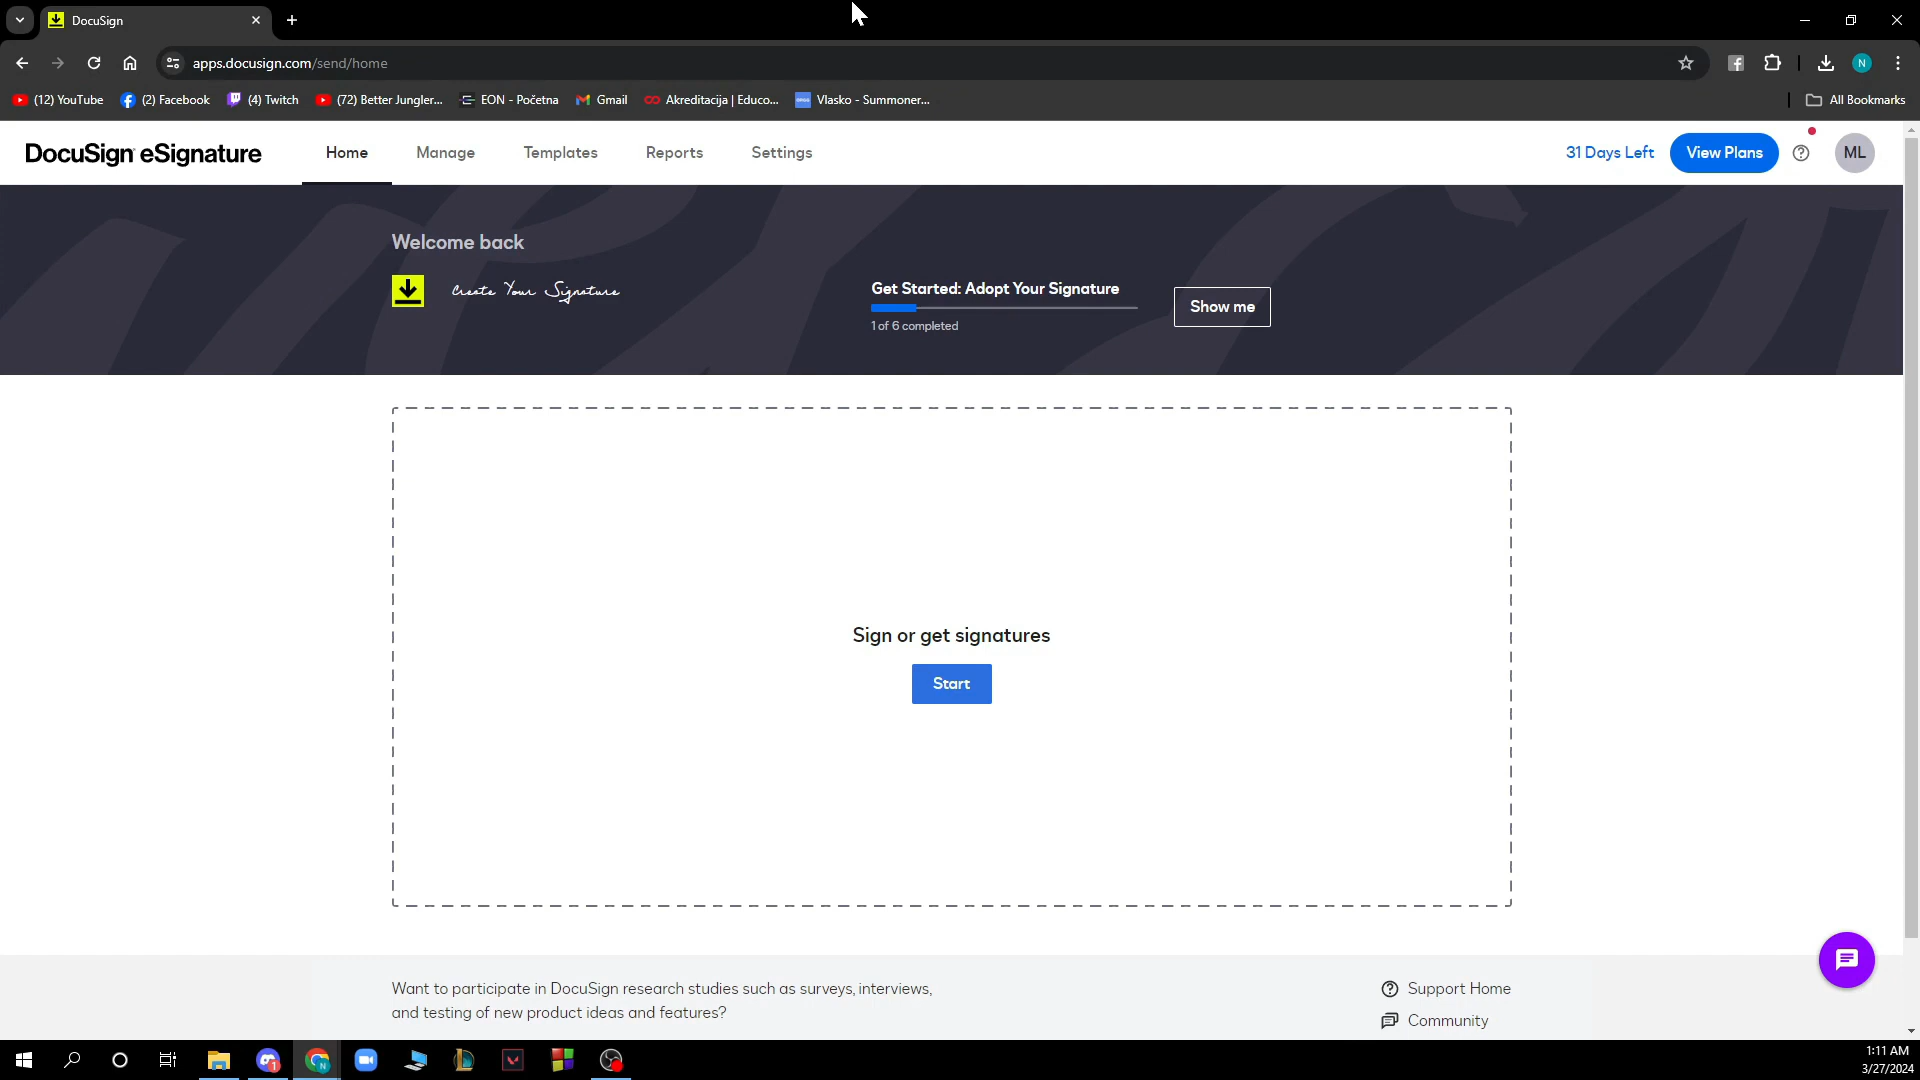 DocuSign
apps.docusign.com/send/home
N
(12) YouTube
(2) Facebook
(4) Twitch
(72) Better Jungler...
EON - Početna
Gmail
Akreditacija | Educo...
Vlasko - Summoner...
All Bookmarks
DocuSign eSignature
Home
Manage
Templates
Reports
Settings
31 Days Left
View Plans
ML
Welcome back
Create Your Signature
Get Started: Adopt Your Signature
1 of 6 completed
Show me
Sign or get signatures
Start
Want to participate in DocuSign research studies such as surveys, interviews,
and testing of new product ideas and features?
Support Home
Community
1:11 AM
3/27/2024